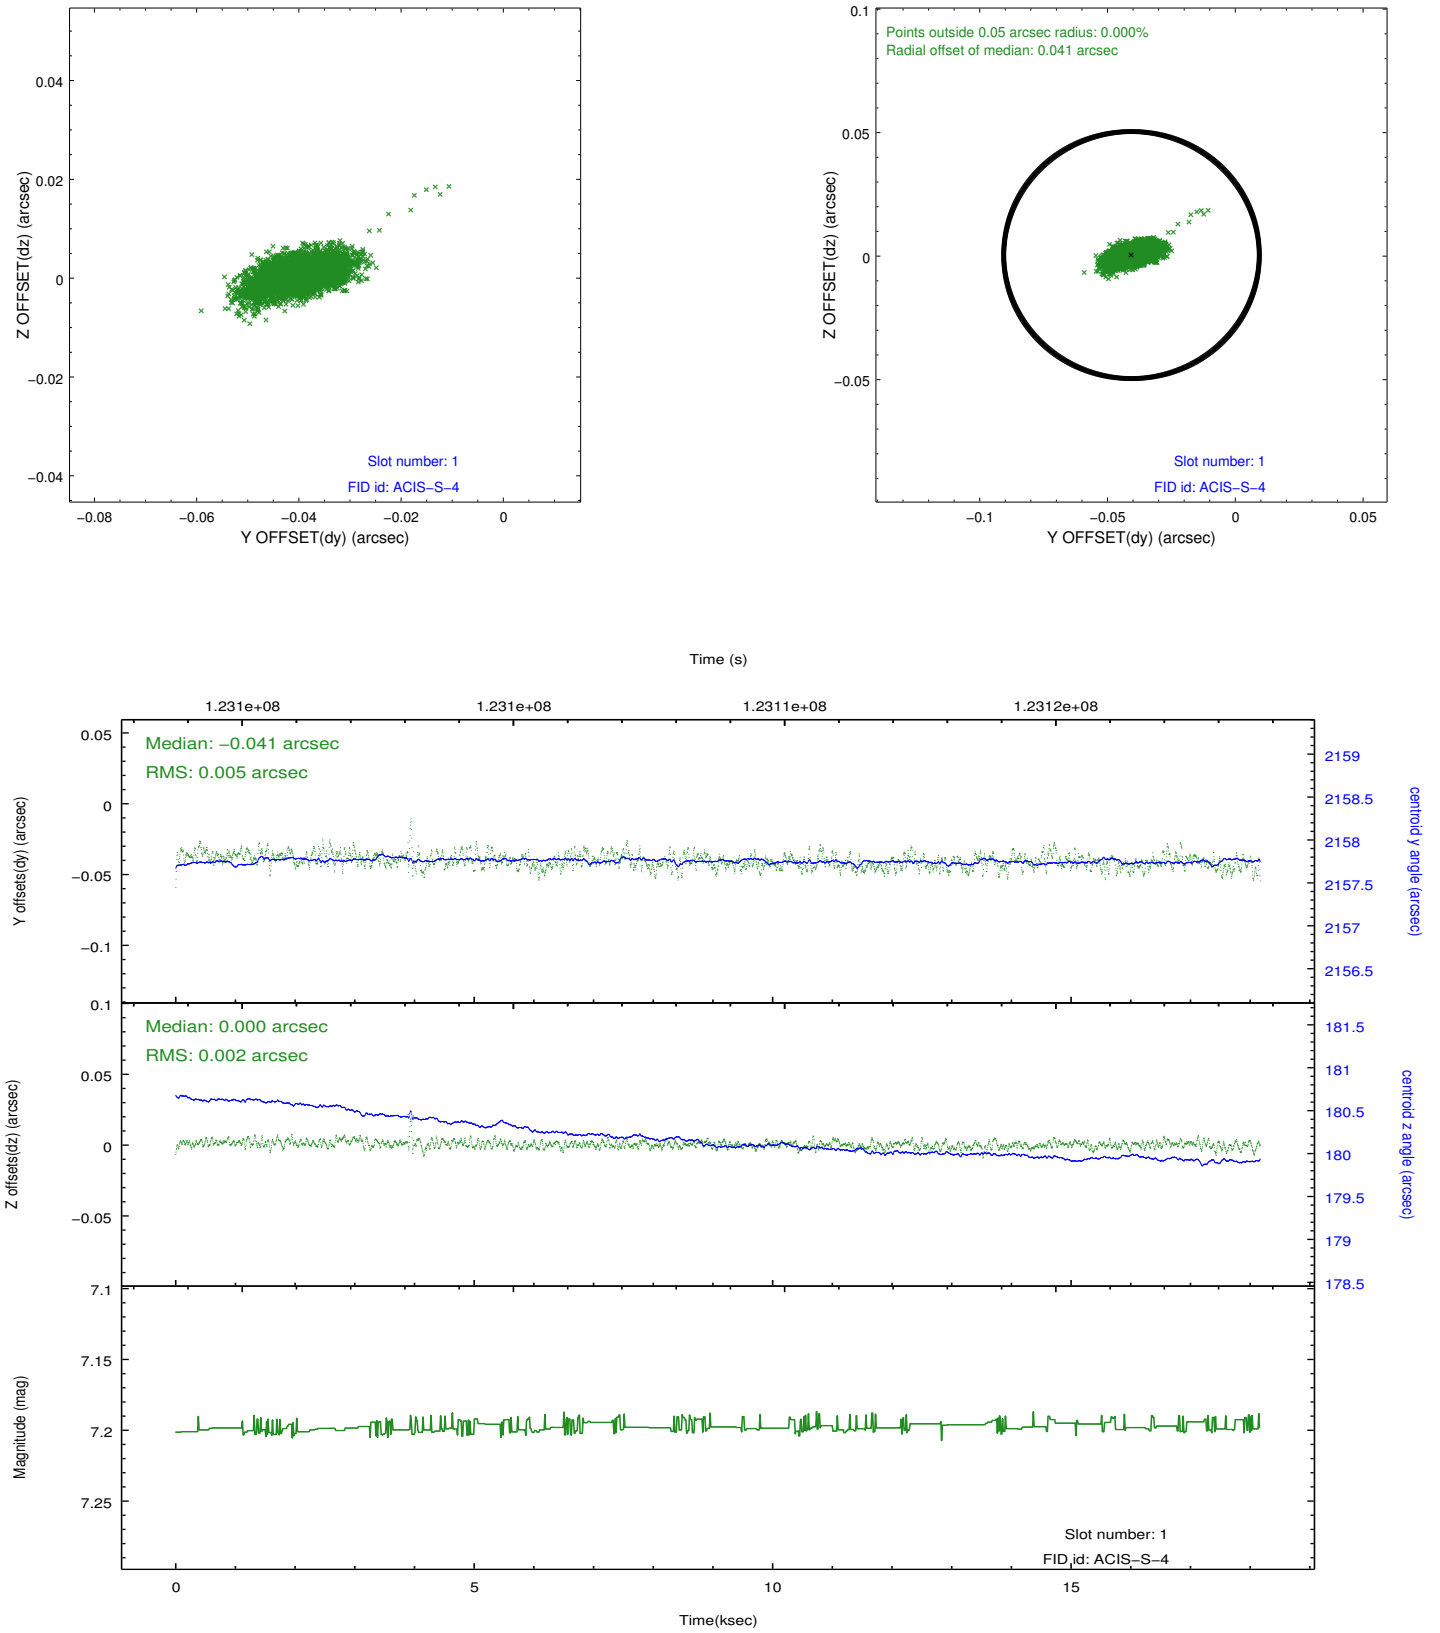 0.04
0.02
0
−0.02
−0.04
Z OFFSET(dz) (arcsec)
Slot number: 1
FID id: ACIS−S−4
−0.08
−0.06
−0.04
−0.02
0
Y OFFSET(dy) (arcsec)
0.1
0.05
0
−0.05
Z OFFSET(dz) (arcsec)
Points outside 0.05 arcsec radius: 0.000%
Radial offset of median: 0.041 arcsec
Slot number: 1
FID id: ACIS−S−4
−0.1
−0.05
0
0.05
Y OFFSET(dy) (arcsec)
Time (s)
1.231e+08
1.231e+08
1.2311e+08
1.2312e+08
0.05
0
−0.05
−0.1
Y offsets(dy) (arcsec)
Median: −0.041 arcsec
RMS: 0.005 arcsec
2159
2158.5
2158
2157.5
2157
2156.5
centroid y angle (arcsec)
0.1
0.05
0
−0.05
Z offsets(dz) (arcsec)
Median: 0.000 arcsec
RMS: 0.002 arcsec
181.5
181
180.5
180
179.5
179
178.5
centroid z angle (arcsec)
7.1
7.15
7.2
7.25
Magnitude (mag)
Slot number: 1
FID id: ACIS−S−4
0
5
10
15
Time(ksec)